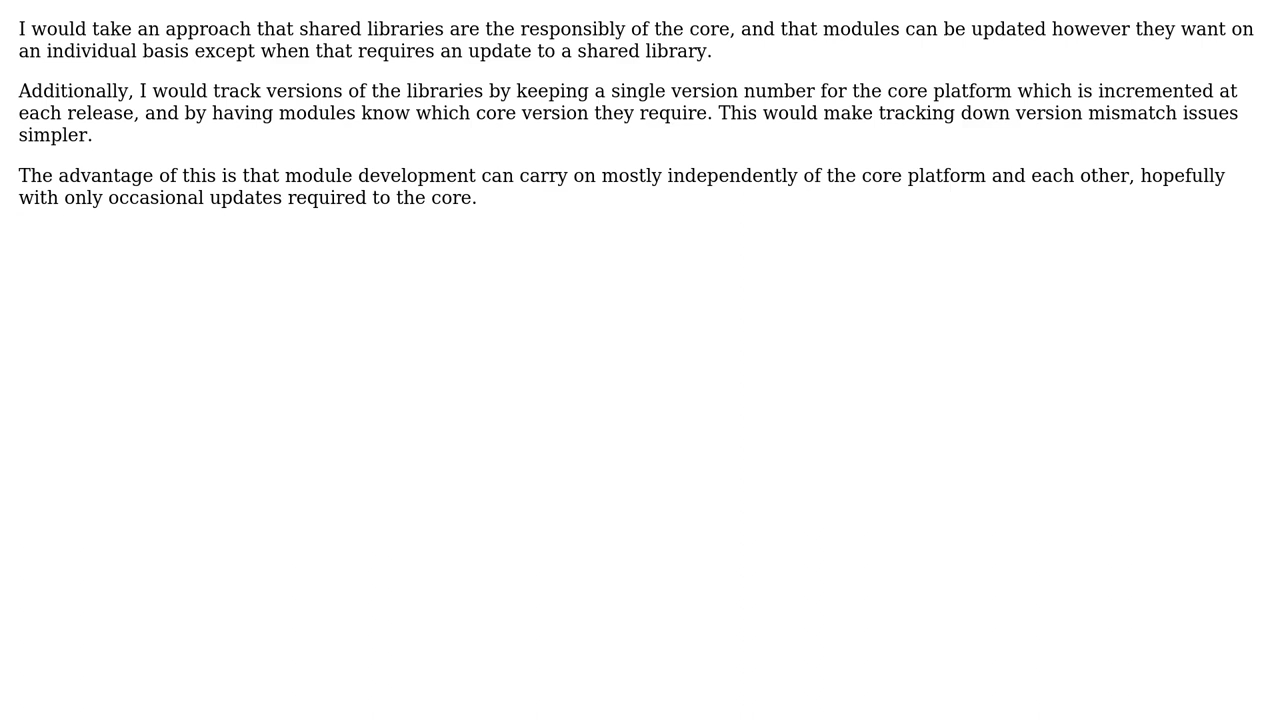 I would take an approach that shared libraries are the responsibly of the core, and that modules can be updated however they want on
an individual basis except when that requires an update to a shared library.
Additionally, I would track versions of the libraries by keeping a single version number for the core platform which is incremented at
each release, and by having modules know which core version they require. This would make tracking down version mismatch issues
simpler.
The advantage of this is that module development can carry on mostly independently of the core platform and each other, hopefully
with only occasional updates required to the core.